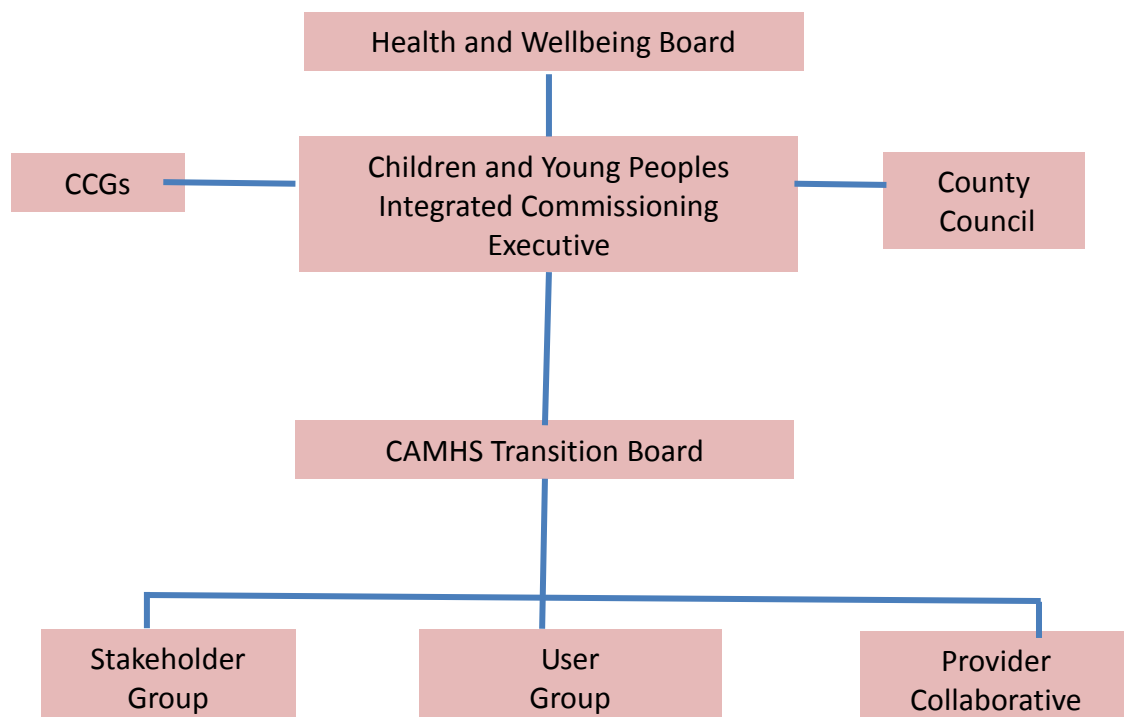 Health and Wellbeing Board
CCGs
Children and Young Peoples
Integrated Commissioning
Executive
County
Council
CAMHS Transition Board
Stakeholder
Group
User
Group
Provider
Collaborative